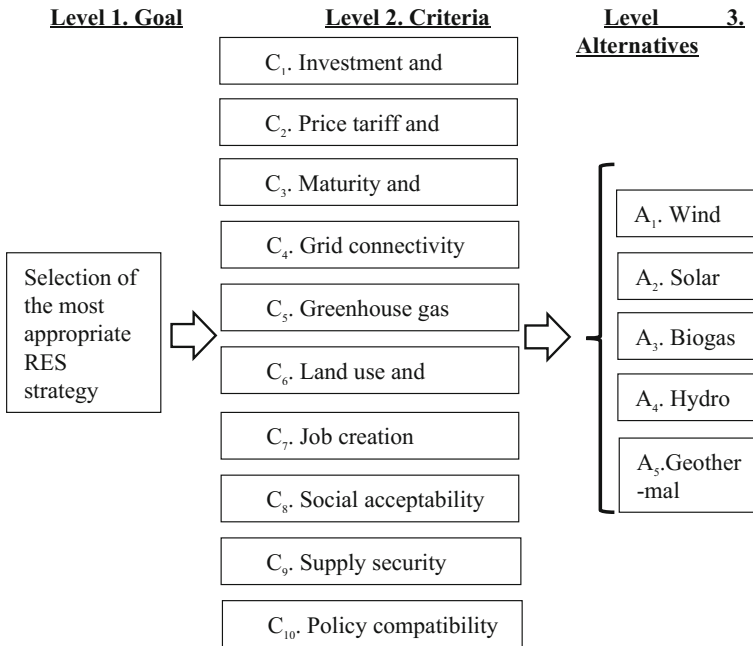 Level 1. Goal
Level 2. Criteria
Level 3.
Alternatives
Selection of
the most
appropriate
RES
strategy
C₁. Investment and
C₂. Price tariff and
C₃. Maturity and
C₄. Grid connectivity
C₅. Greenhouse gas
C₆. Land use and
C₇. Job creation
C₈. Social acceptability
C₉. Supply security
C₁₀. Policy compatibility
A₁. Wind
A₂. Solar
A₃. Biogas
A₄. Hydro
A₅.Geother
-mal